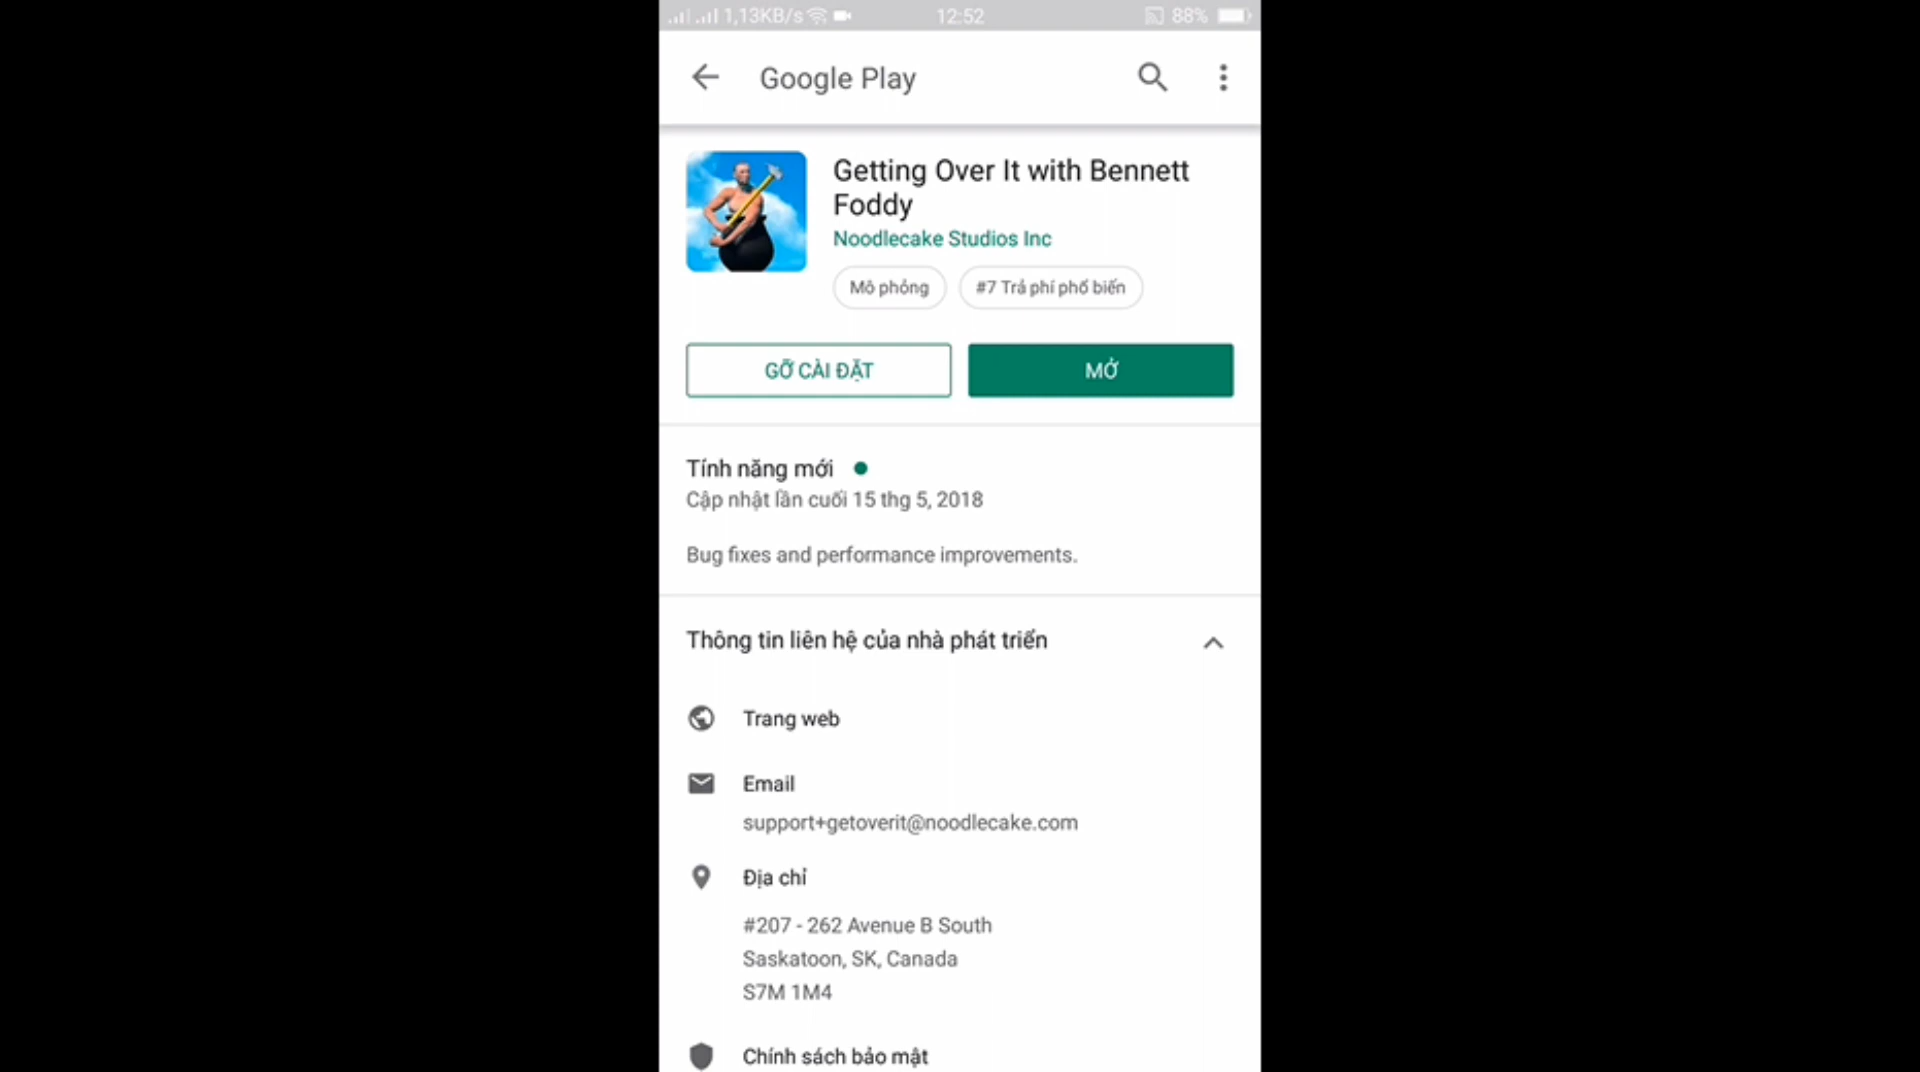 1,13KB/s 12:52 88%
Google Play
Getting Over It with Bennett
Foddy
Noodlecake Studios Inc
Mô phỏng #7 Trả phí phổ biến
GỠ CÀI ĐẶT MỞ
Tính năng mới
Cập nhật lần cuối 15 thg 5, 2018
Bug fixes and performance improvements.
Thông tin liên hệ của nhà phát triển
Trang web
Email
support+getoverit@noodlecake.com
Địa chỉ
#207 - 262 Avenue B South
Saskatoon, SK, Canada
S7M 1M4
Chính sách bảo mật